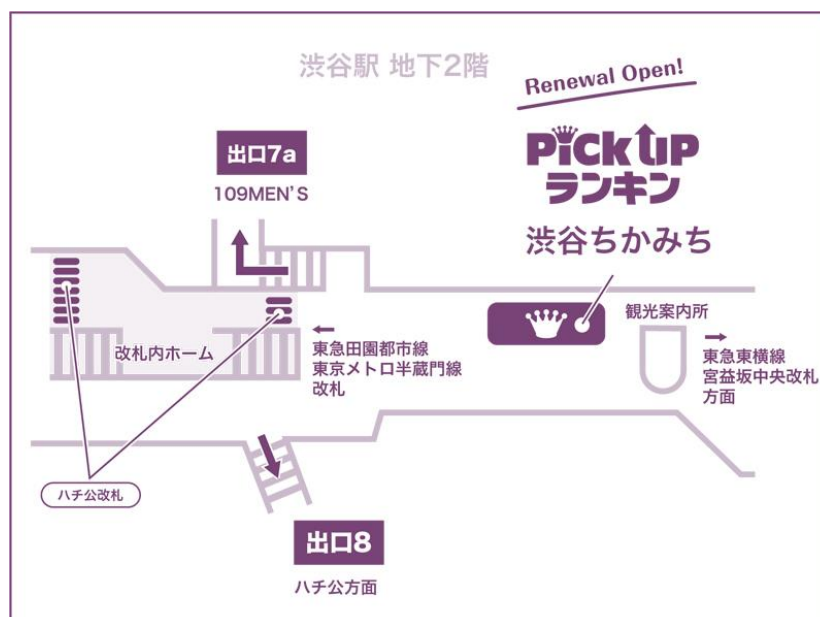 渋谷駅 地下2階
Renewal Open!
PiCK UP
ランキン
渋谷ちかみち
出口7a
109MEN'S
観光案内所
←
東急田園都市線
東京メトロ半蔵門線
改札
→
東急東横線
宮益坂中央改札
方面
改札内ホーム
ハチ公改札
出口8
ハチ公方面